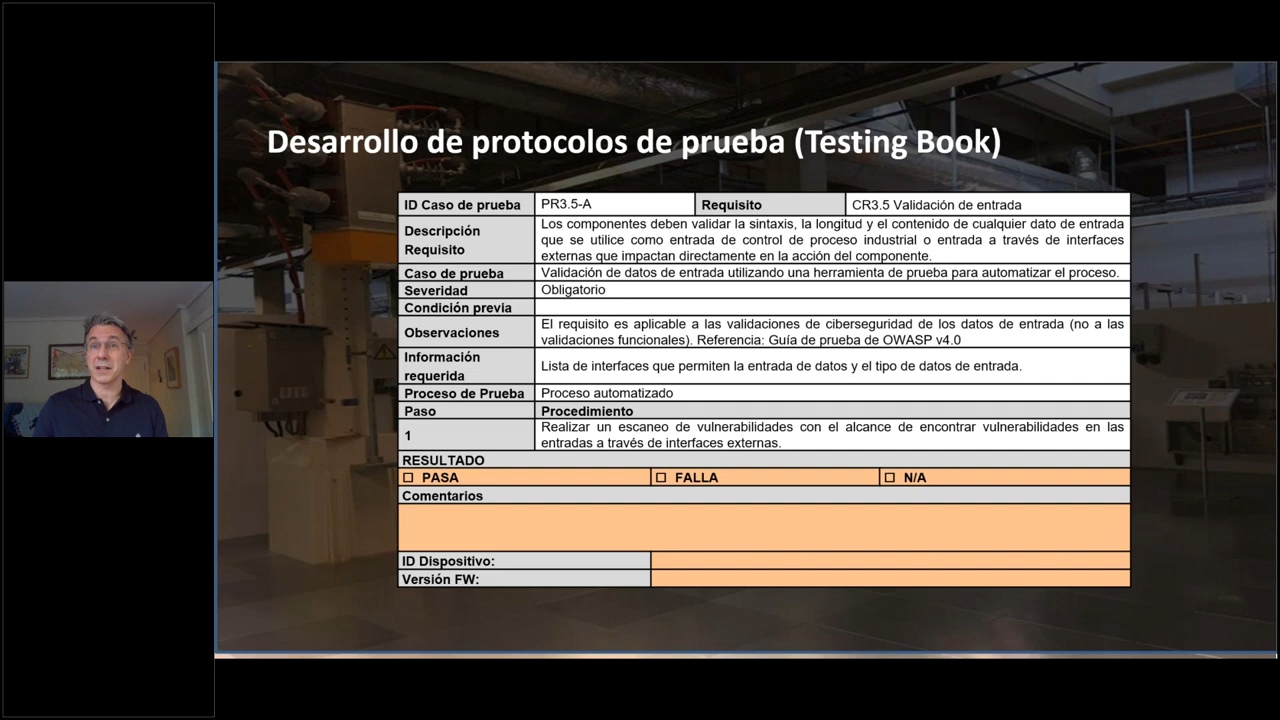 Desarrollo de protocolos de prueba (Testing Book)
ID Caso de prueba PR3.5-A Requisito CR3.5 Validación de entrada
Descripción Requisito
Los componentes deben validar la sintaxis, la longitud y el contenido de cualquier dato de entrada
que se utilice como entrada de control de proceso industrial o entrada a través de interfaces
externas que impactan directamente en la acción del componente.
Caso de prueba Validación de datos de entrada utilizando una herramienta de prueba para automatizar el proceso.
Severidad Obligatorio
Condición previa
Observaciones
El requisito es aplicable a las validaciones de ciberseguridad de los datos de entrada (no a las
validaciones funcionales). Referencia: Guía de prueba de OWASP v4.0
Información
requerida
Lista de interfaces que permiten la entrada de datos y el tipo de datos de entrada.
Proceso de Prueba Proceso automatizado
Paso Procedimiento
1
Realizar un escaneo de vulnerabilidades con el alcance de encontrar vulnerabilidades en las
entradas a través de interfaces externas.
RESULTADO
☐ PASA ☐ FALLA ☐ N/A
Comentarios
ID Dispositivo:
Versión FW: